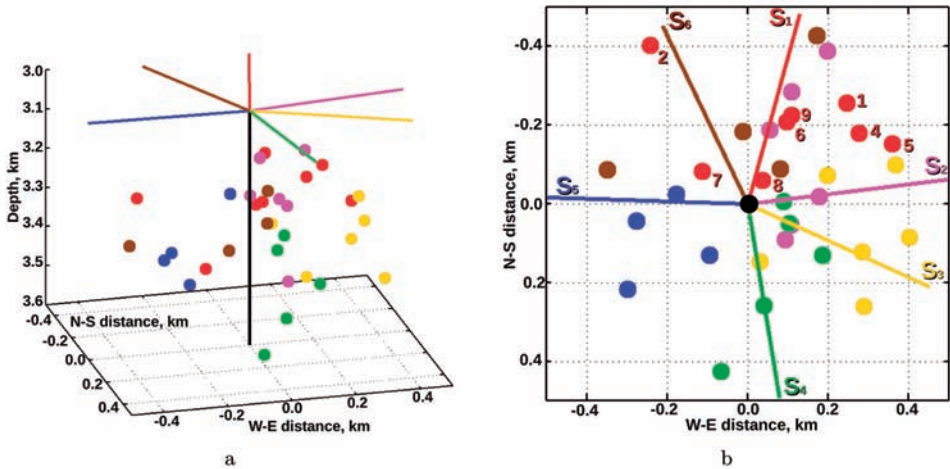 3.0
3.1
3.2
3.3
3.4
3.5
3.6
Depth, km
-0.4
-0.2
0.0
0.2
0.4
N-S distance, km
-0.4
-0.2
0.0
0.2
0.4
W-E distance, km
a
-0.4
-0.2
0.0
0.2
0.4
N-S distance, km
S6
S1
2
1
9
6
4
5
7
8
S5
S2
S3
S4
-0.4
-0.2
0.0
0.2
0.4
W-E distance, km
b